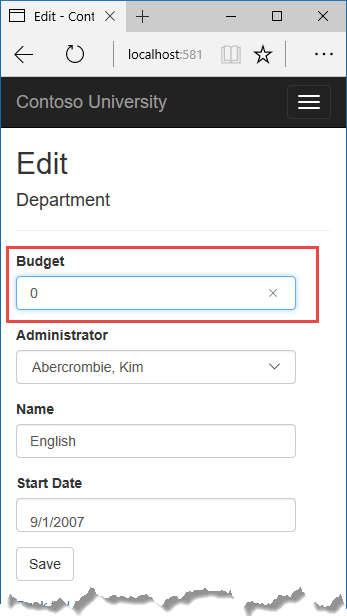 Edit - Cont
localhost:581
Contoso University
Edit
Department
Budget
0
Administrator
Abercrombie, Kim
Name
English
Start Date
9/1/2007
Save